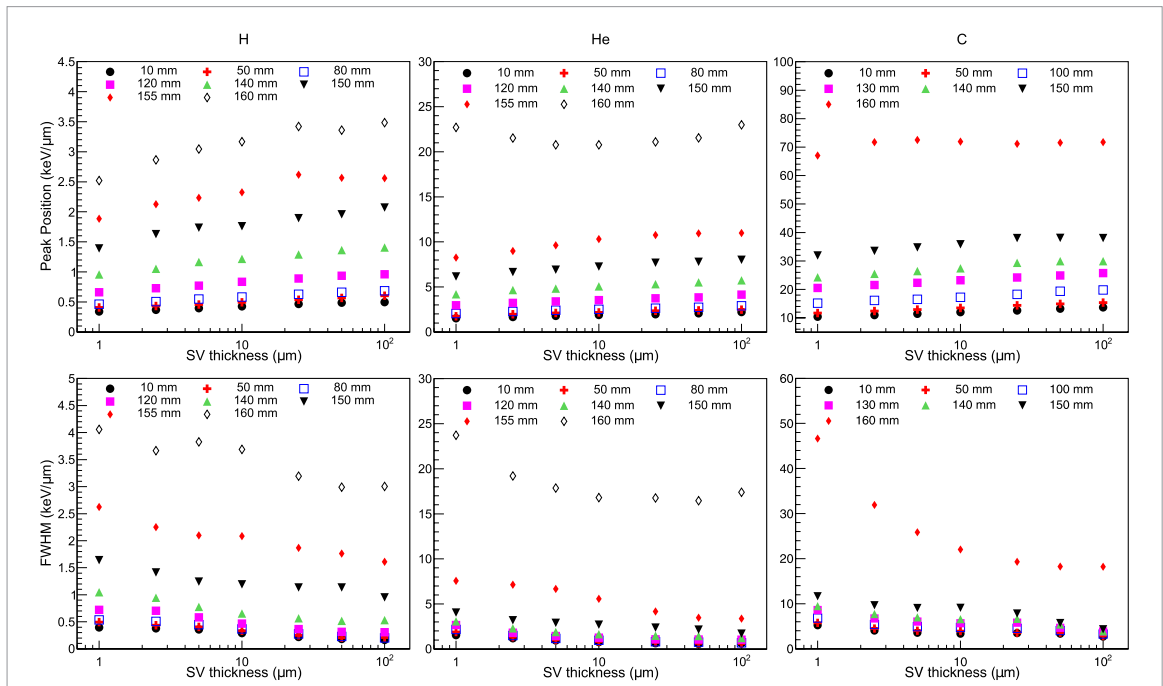 H He C
4.5
4
3.5
3
2.5
2
1.5
1
0.5
0
Peak Position (keV/µm)
10 mm 50 mm 80 mm
120 mm 140 mm 150 mm
155 mm 160 mm
1 10 10²
SV thickness (µm)
30
25
20
15
10
5
0
10 mm 50 mm 80 mm
120 mm 140 mm 150 mm
155 mm 160 mm
1 10 10²
SV thickness (µm)
100
90
80
70
60
50
40
30
20
10
10 mm 50 mm 100 mm
130 mm 140 mm 150 mm
160 mm
1 10 10²
SV thickness (µm)
5
4.5
4
3.5
3
2.5
2
1.5
1
0.5
0
FWHM (keV/µm)
10 mm 50 mm 80 mm
120 mm 140 mm 150 mm
155 mm 160 mm
1 10 10²
SV thickness (µm)
30
25
20
15
10
5
0
10 mm 50 mm 80 mm
120 mm 140 mm 150 mm
155 mm 160 mm
1 10 10²
SV thickness (µm)
60
50
40
30
20
10
0
10 mm 50 mm 100 mm
130 mm 140 mm 150 mm
160 mm
1 10 10²
SV thickness (µm)